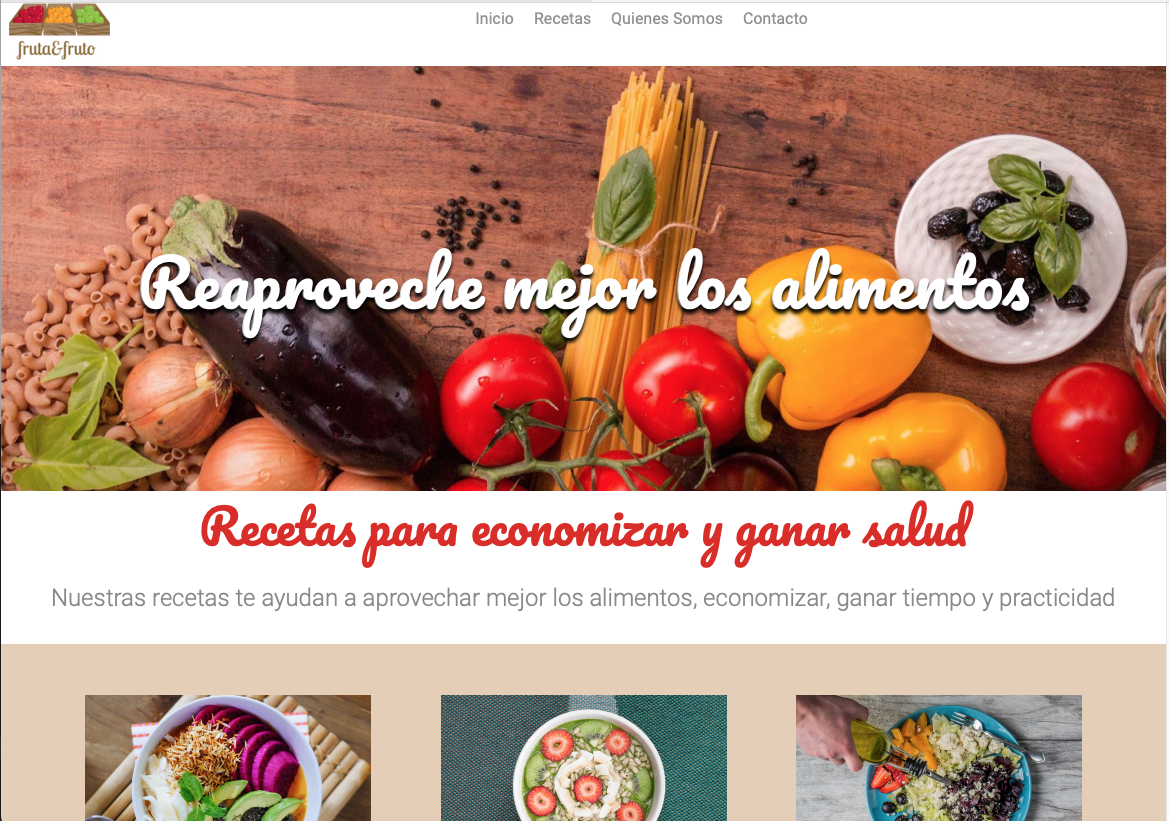 fruta&fruto
Inicio Recetas Quienes Somos Contacto
Reaproveche mejor los alimentos
Recetas para economizar y ganar salud
Nuestras recetas te ayudan a aprovechar mejor los alimentos, economizar, ganar tiempo y practicidad